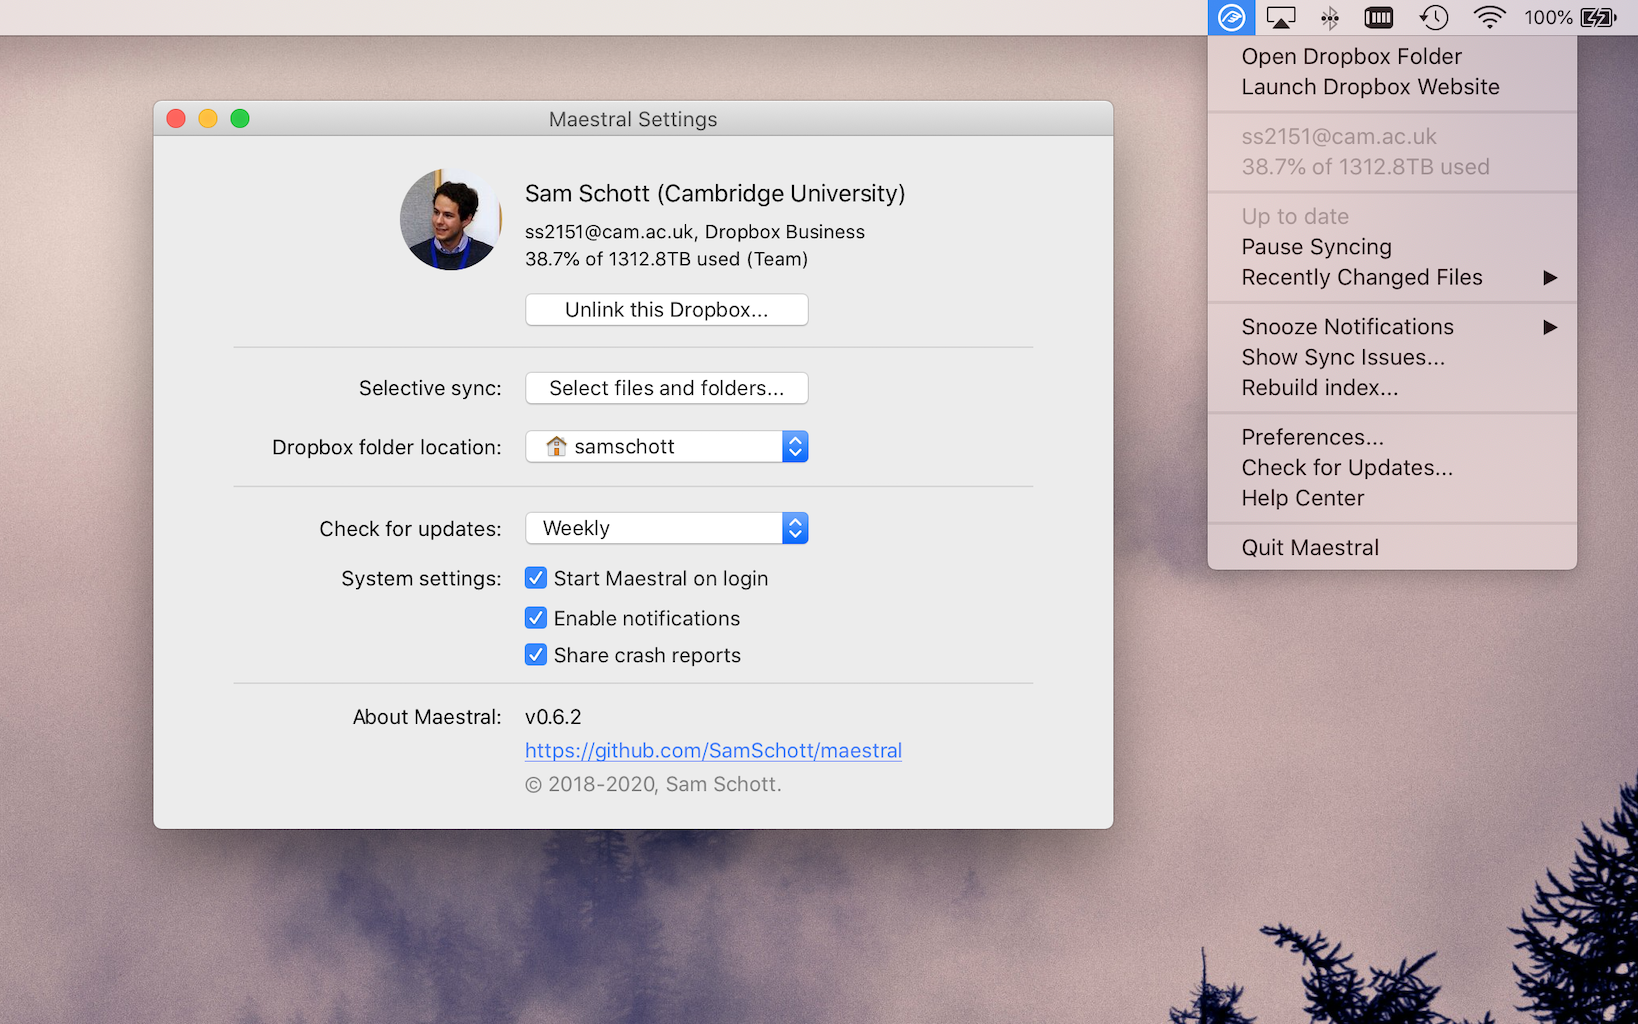 100%
Open Dropbox Folder
Launch Dropbox Website
ss2151@cam.ac.uk
38.7% of 1312.8TB used
Up to date
Pause Syncing
Recently Changed Files
Snooze Notifications
Show Sync Issues...
Rebuild index...
Preferences...
Check for Updates...
Help Center
Quit Maestral
Maestral Settings
Sam Schott (Cambridge University)
ss2151@cam.ac.uk, Dropbox Business
38.7% of 1312.8TB used (Team)
Unlink this Dropbox...
Selective sync: Select files and folders...
Dropbox folder location: samschott
Check for updates: Weekly
System settings: Start Maestral on login
Enable notifications
Share crash reports
About Maestral: v0.6.2
https://github.com/SamSchott/maestral
© 2018-2020, Sam Schott.